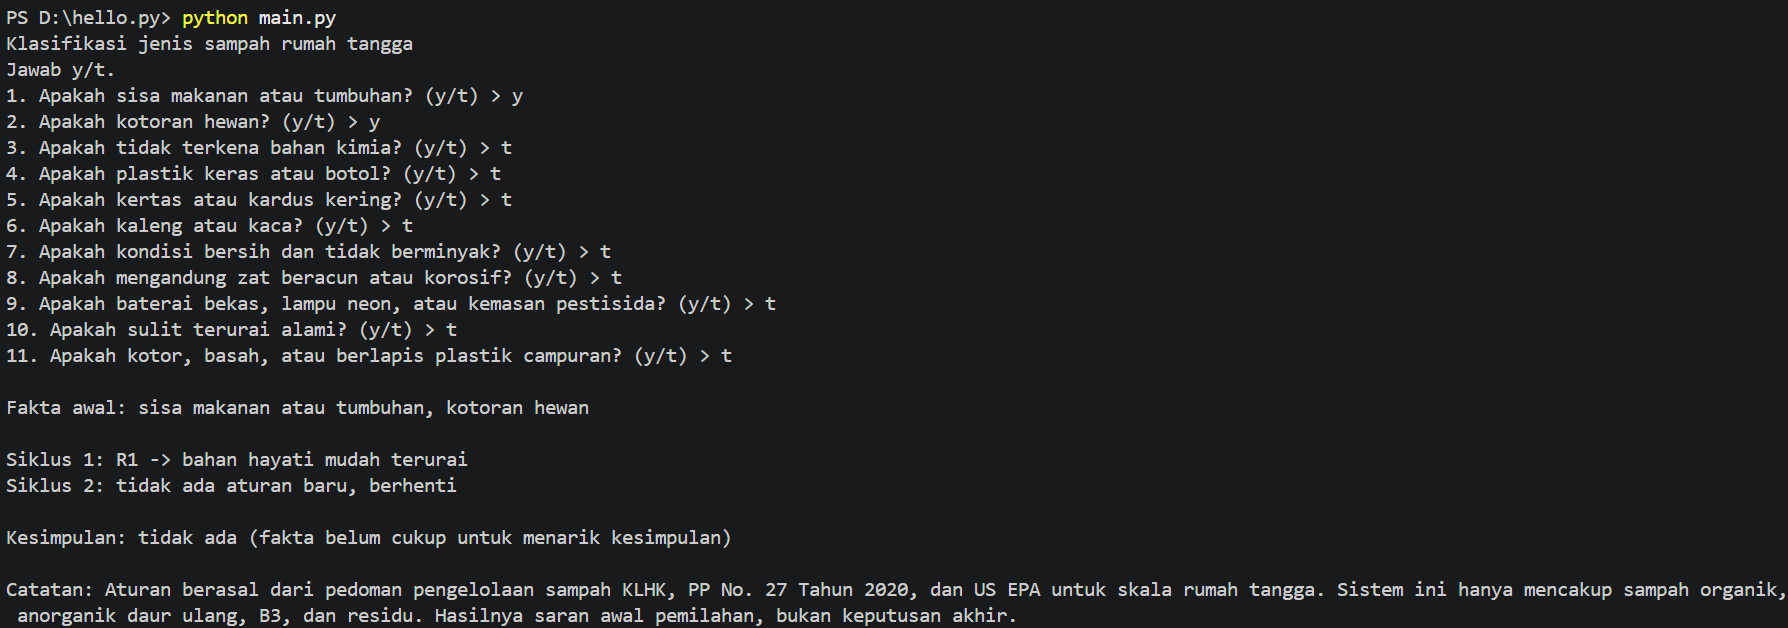 PS D:\hello.py> python main.py
Klasifikasi jenis sampah rumah tangga
Jawab y/t.
1. Apakah sisa makanan atau tumbuhan? (y/t) > y
2. Apakah kotoran hewan? (y/t) > y
3. Apakah tidak terkena bahan kimia? (y/t) > t
4. Apakah plastik keras atau botol? (y/t) > t
5. Apakah kertas atau kardus kering? (y/t) > t
6. Apakah kaleng atau kaca? (y/t) > t
7. Apakah kondisi bersih dan tidak berminyak? (y/t) > t
8. Apakah mengandung zat beracun atau korosif? (y/t) > t
9. Apakah baterai bekas, lampu neon, atau kemasan pestisida? (y/t) > t
10. Apakah sulit terurai alami? (y/t) > t
11. Apakah kotor, basah, atau berlapis plastik campuran? (y/t) > t
Fakta awal: sisa makanan atau tumbuhan, kotoran hewan
Siklus 1: R1 -> bahan hayati mudah terurai
Siklus 2: tidak ada aturan baru, berhenti
Kesimpulan: tidak ada (fakta belum cukup untuk menarik kesimpulan)
Catatan: Aturan berasal dari pedoman pengelolaan sampah KLHK, PP No. 27 Tahun 2020, dan US EPA untuk skala rumah tangga. Sistem ini hanya mencakup sampah organik,
anorganik daur ulang, B3, dan residu. Hasilnya saran awal pemilahan, bukan keputusan akhir.